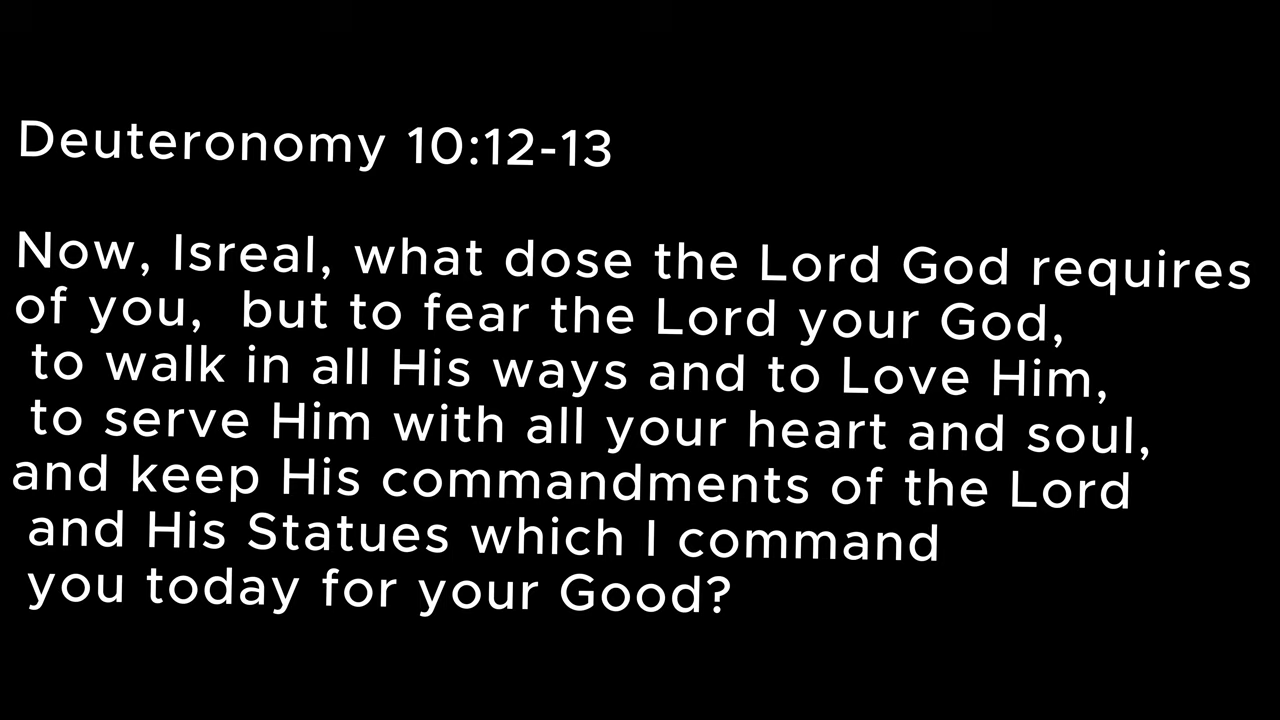 Deuteronomy 10:12-13
Now, Isreal, what dose the Lord God requires
of you, but to fear the Lord your God,
to walk in all His ways and to Love Him,
to serve Him with all your heart and soul,
and keep His commandments of the Lord
and His Statues which I command
you today for your Good?